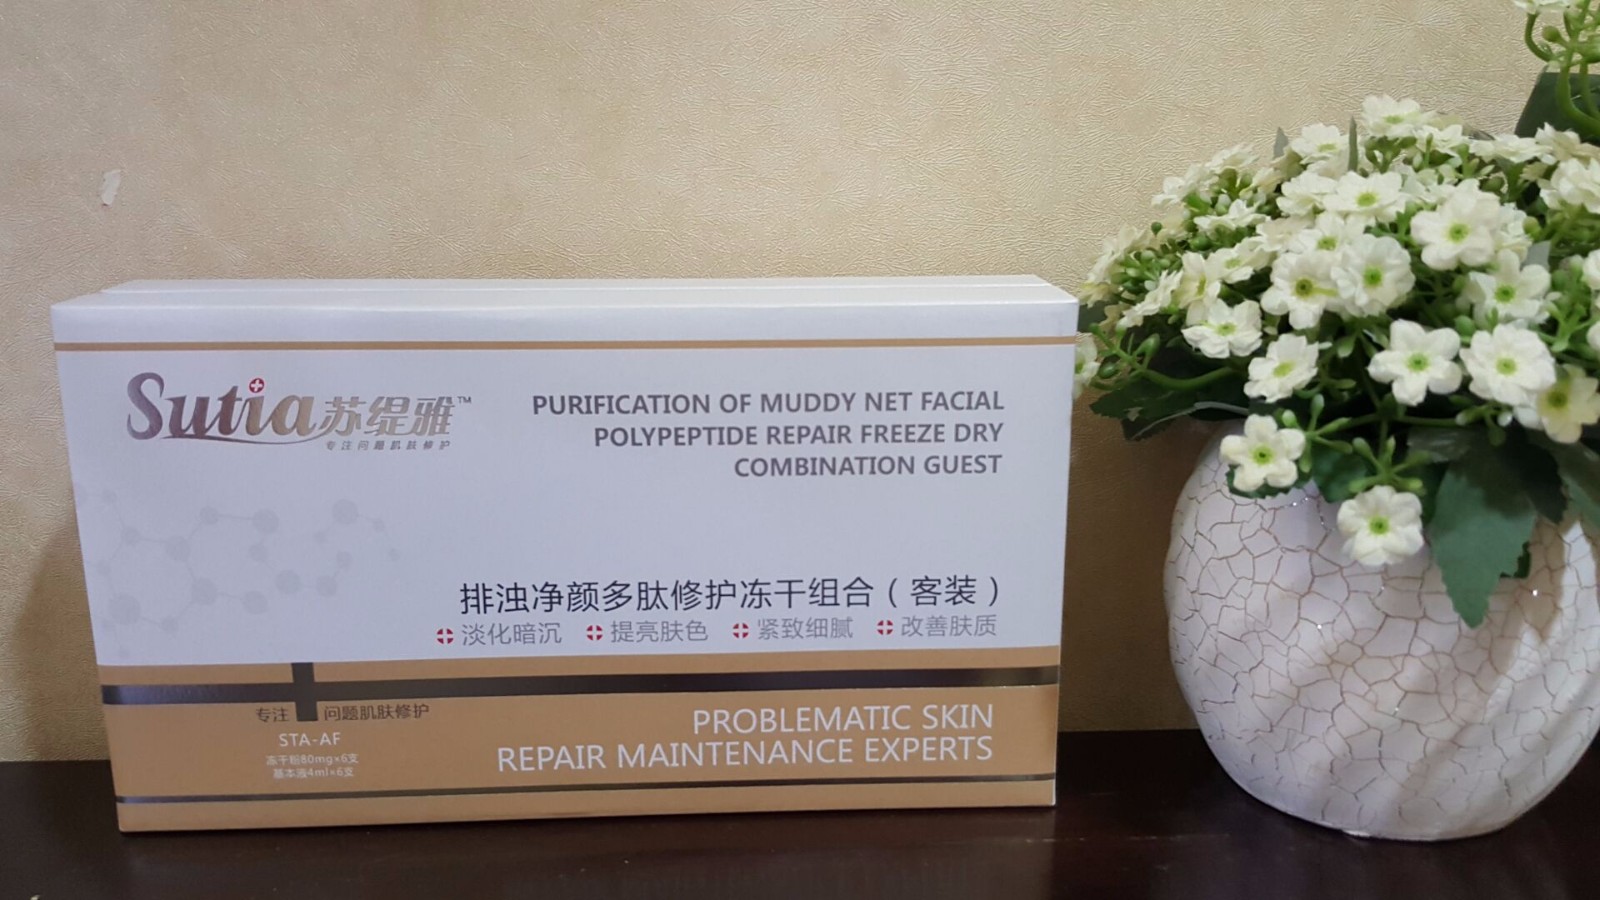 Sutia苏缇雅™
专注问题肌肤修护
PURIFICATION OF MUDDY NET FACIAL
POLYPEPTIDE REPAIR FREEZE DRY
COMBINATION GUEST
排浊净颜多肽修护冻干组合（客装）
淡化暗沉 提亮肤色 紧致细腻 改善肤质
专注 问题肌肤修护
STA-AF
冻干粉80mg×6支
基本液4ml×6支
PROBLEMATIC SKIN
REPAIR MAINTENANCE EXPERTS